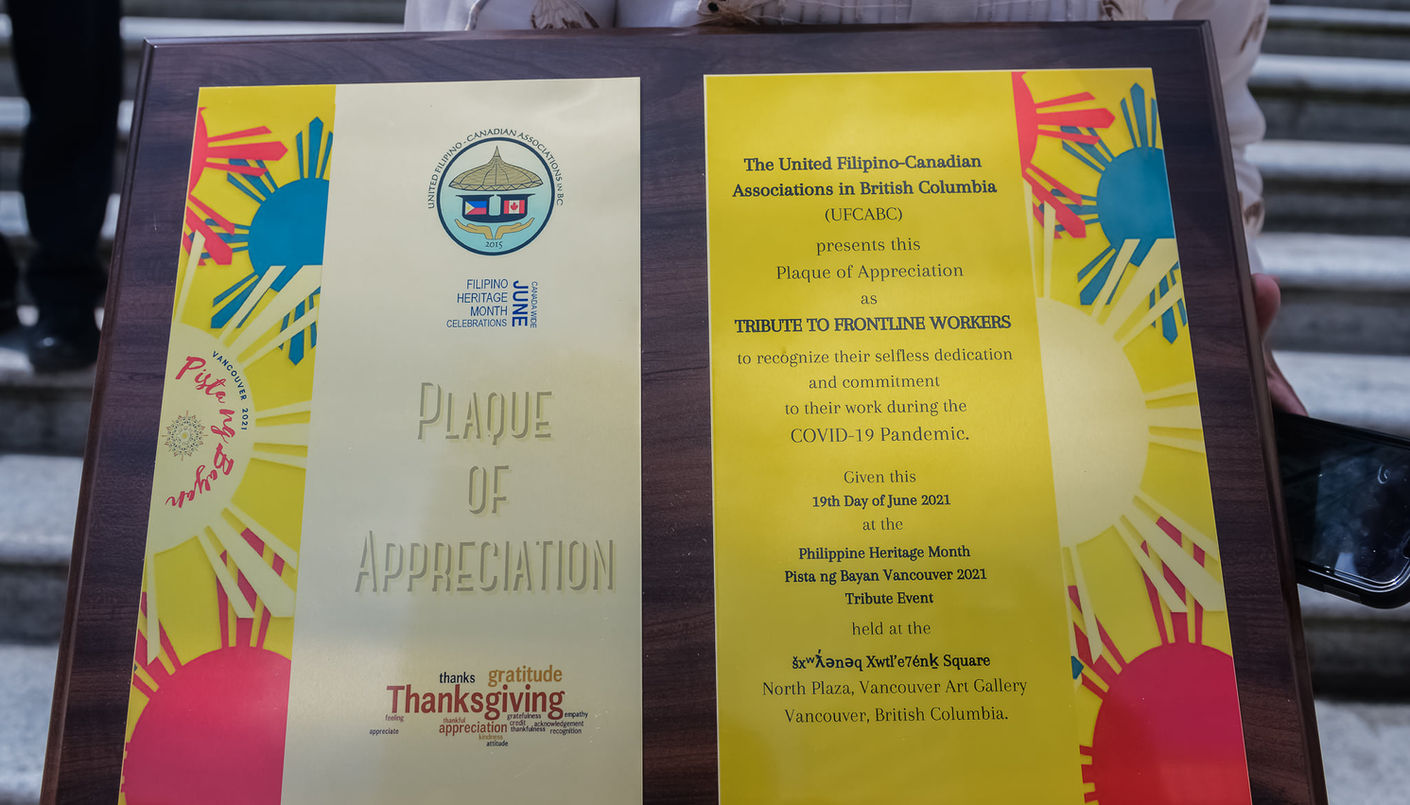 UNITED FILIPINO-CANADIAN ASSOCIATIONS IN BC
2015
FILIPINO
HERITAGE
MONTH
CELEBRATIONS
JUNE
CANADA WIDE
VANCOUVER 2021
Pista ng Bayan
PLAQUE
OF
APPRECIATION
thanks gratitude
Thanksgiving
feeling thankful gratefulness empathy
appreciate appreciation credit acknowledgement
thankfulness recognition
kindness
attitude
The United Filipino-Canadian
Associations in British Columbia
(UFCABC)
presents this
Plaque of Appreciation
as
TRIBUTE TO FRONTLINE WORKERS
to recognize their selfless dedication
and commitment
to their work during the
COVID-19 Pandemic.
Given this
19th Day of June 2021
at the
Philippine Heritage Month
Pista ng Bayan Vancouver 2021
Tribute Event
held at the
šxʷƛ̓ənəq Xwtl'e7énḵ Square
North Plaza, Vancouver Art Gallery
Vancouver, British Columbia.